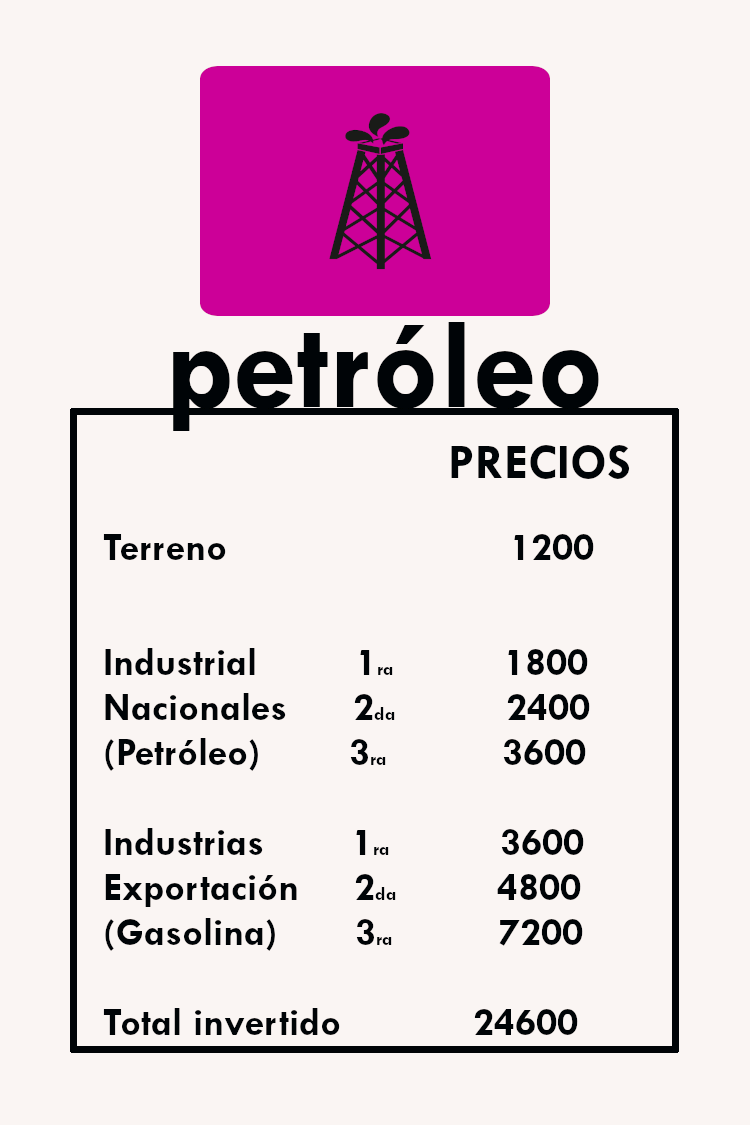 petróleo
PRECIOS
Terreno 1200
Industrial 1ra 1800
Nacionales 2da 2400
(Petróleo) 3ra 3600
Industrias 1ra 3600
Exportación 2da 4800
(Gasolina) 3ra 7200
Total invertido 24600